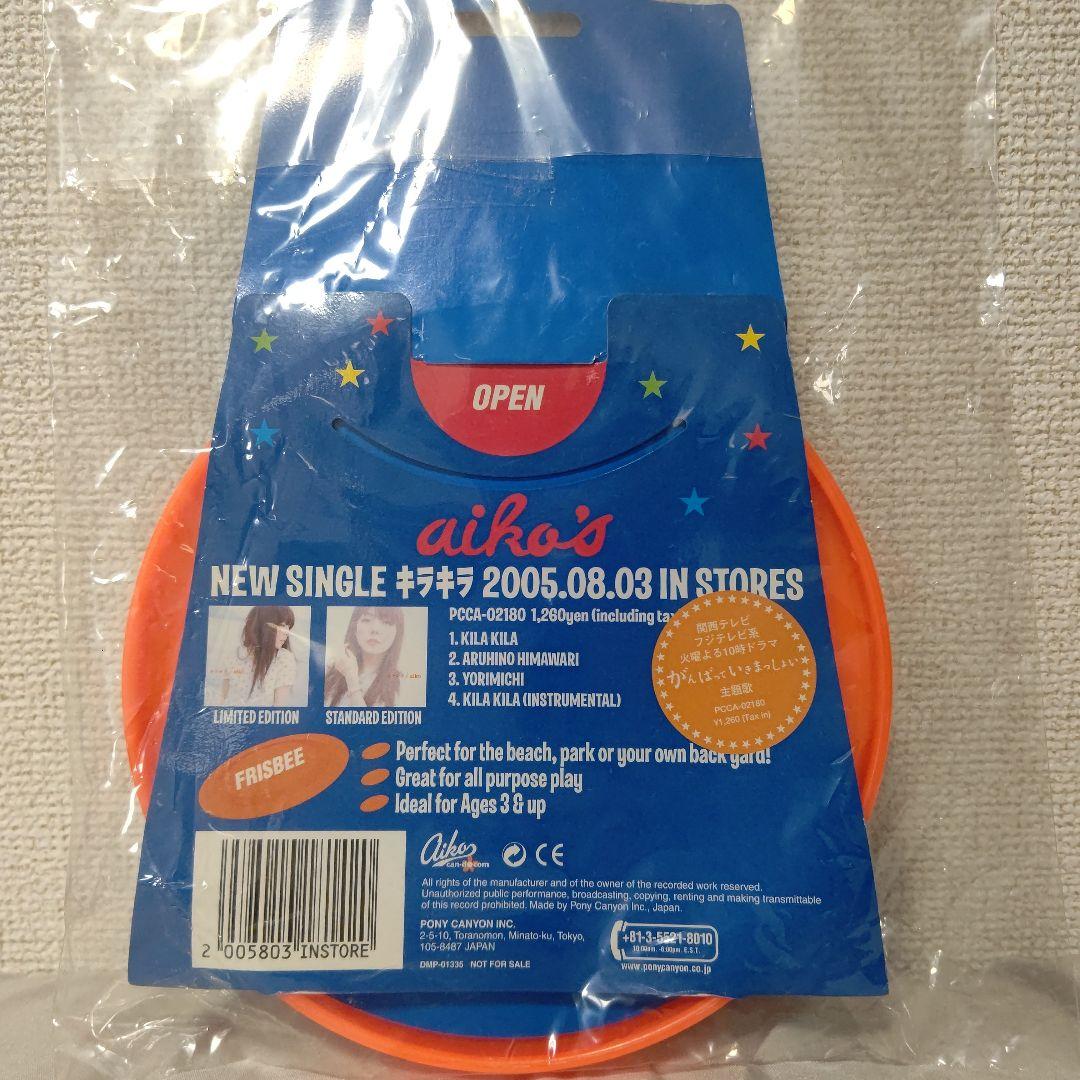 OPEN
aiko's
NEW SINGLE キラキラ 2005.08.03 IN STORES
PCCA-02180 1,260yen (including
1. KILA KILA
2. ARUHINO HIMAWARI
3. YORIMICHI
4. KILA KILA (INSTRUMENTAL)
LIMITED EDITION
STANDARD EDITION
関西テレビ
フジテレビ系
火曜よる10時ドラマ
がんばっていきまっしょい
主題歌
PCCA-02180
¥1,260 [Tax in]
FRISBEE
Perfect for the beach, park or your own back yard!
Great for all purpose play
Ideal for Ages 3 & up
2 005803 INSTORE
aiko
CE
All rights of the manufacturer and of the owner of the recorded work reserved.
Unauthorized public performance, broadcasting, copying, renting and making transmittable
of this record prohibited. Made by Pony Canyon Inc., Japan.
PONY CANYON INC.
2-5-10, Toranomon, Minato-ku, Tokyo,
105-8487 JAPAN
DMP-01335 NOT FOR SALE
+81-3-5521-8010
10:00am. -6:00pm. E.S.T.
www.ponycanyon.co.jp